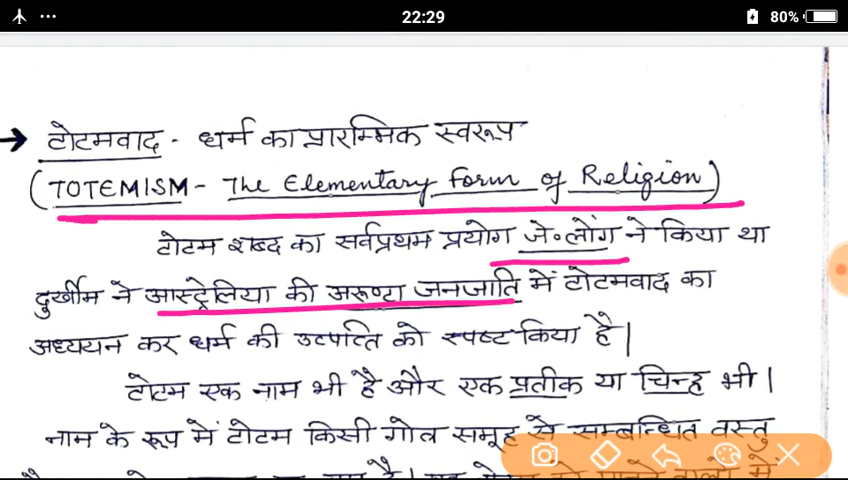 22:29
80%
→ टोटमवाद - धर्म का प्रारम्भिक स्वरूप
(TOTEMISM - The Elementary Form of Religion)
टोटम शब्द का सर्वप्रथम प्रयोग जे॰लोंग ने किया था
दुर्खीम ने आस्ट्रेलिया की अरुण्टा जनजाति में टोटमवाद का
अध्ययन कर धर्म की उत्पत्ति को स्पष्ट किया है|
टोटम एक नाम भी है और एक प्रतीक या चिन्ह भी|
नाम के रूप में टोटम किसी गोत्र समूह से सम्बन्धित वस्तु